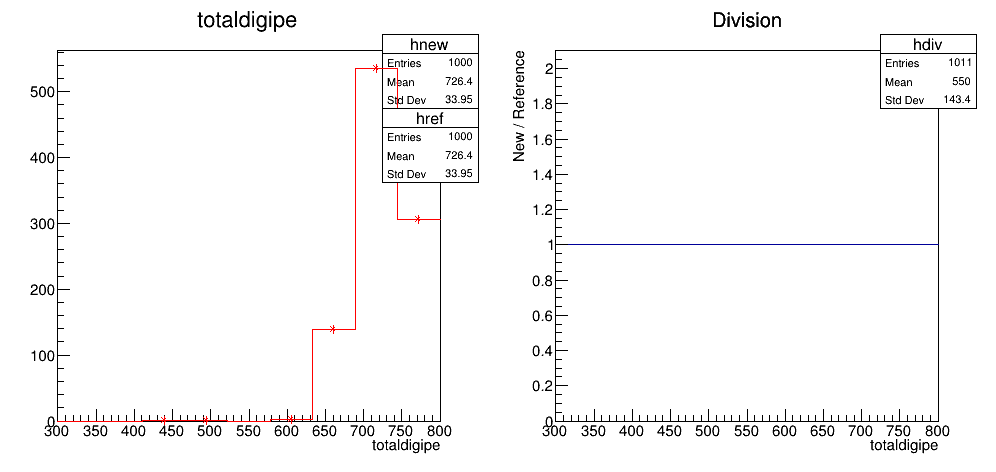 totaldigipe
hnew
Entries 1000
Mean 726.4
Std Dev 33.95
href
Entries 1000
Mean 726.4
Std Dev 33.95
500
400
300
200
100
0
300 350 400 450 500 550 600 650 700 750 800
totaldigipe
Division
hdiv
Entries 1011
Mean 550
Std Dev 143.4
New / Reference
2
1.8
1.6
1.4
1.2
1
0.8
0.6
0.4
0.2
0
300 350 400 450 500 550 600 650 700 750 800
totaldigipe